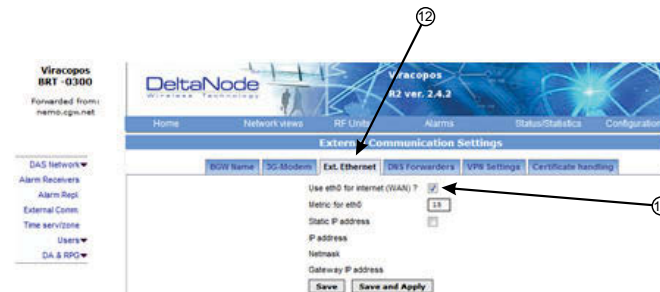 12
Viracopos
BRT -0300
Forwarded from:
nemo.cgw.net
DeltaNode
Wireless Technology
Viracopos
R2 ver. 2.4.2
Home Network views RF Units Alarms Status/Statistics Configuration
External Communication Settings
BGW Name 3G-Modem Ext. Ethernet DNS Forwarders VPN Settings Certificate handling
DAS Network
Alarm Receivers
Alarm Repl.
External Comm.
Time serv/zone
Users
DA & RPG
Use eth0 for internet (WAN) ?
Metric for eth0
Static IP address
IP address
Netmask
Gateway IP address
Save Save and Apply